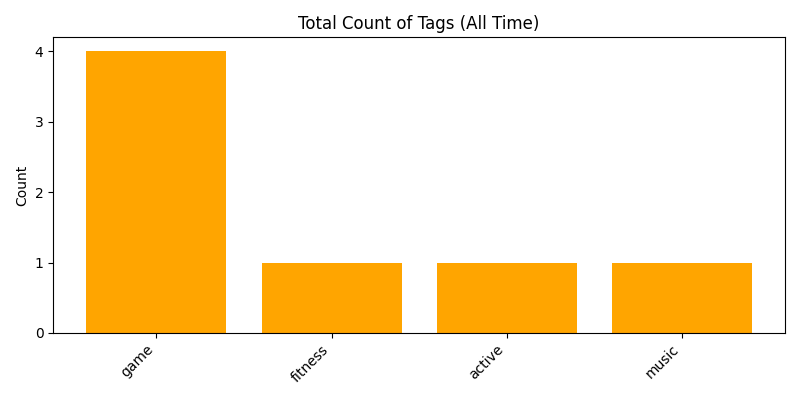 Total Count of Tags (All Time)
Count
4
3
2
1
0
game
fitness
active
music